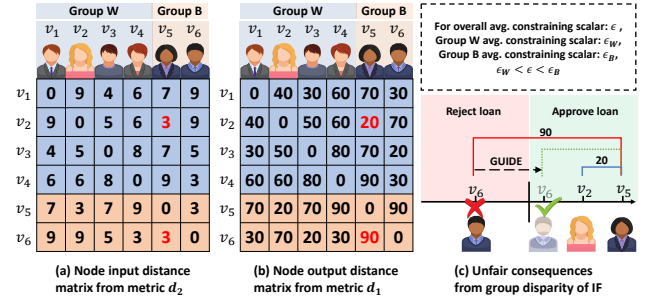 Group W Group B
v1 v2 v3 v4 v5 v6
v1 0 9 4 6 7 9
v2 9 0 5 6 3 9
v3 4 5 0 8 7 5
v4 6 6 8 0 9 3
v5 7 3 7 9 0 3
v6 9 9 5 3 3 0
(a) Node input distance
matrix from metric d2
Group W Group B
v1 v2 v3 v4 v5 v6
v1 0 40 30 60 70 30
v2 40 0 50 60 20 70
v3 30 50 0 80 70 20
v4 60 60 80 0 90 30
v5 70 20 70 90 0 90
v6 30 70 20 30 90 0
(b) Node output distance
matrix from metric d1
For overall avg. constraining scalar: ϵ ,
Group W avg. constraining scalar: ϵW,
Group B avg. constraining scalar: ϵB,
ϵW < ϵ < ϵB
Reject loan Approve loan
90
GUIDE 20
v6 v6 v2 v5
(c) Unfair consequences
from group disparity of IF